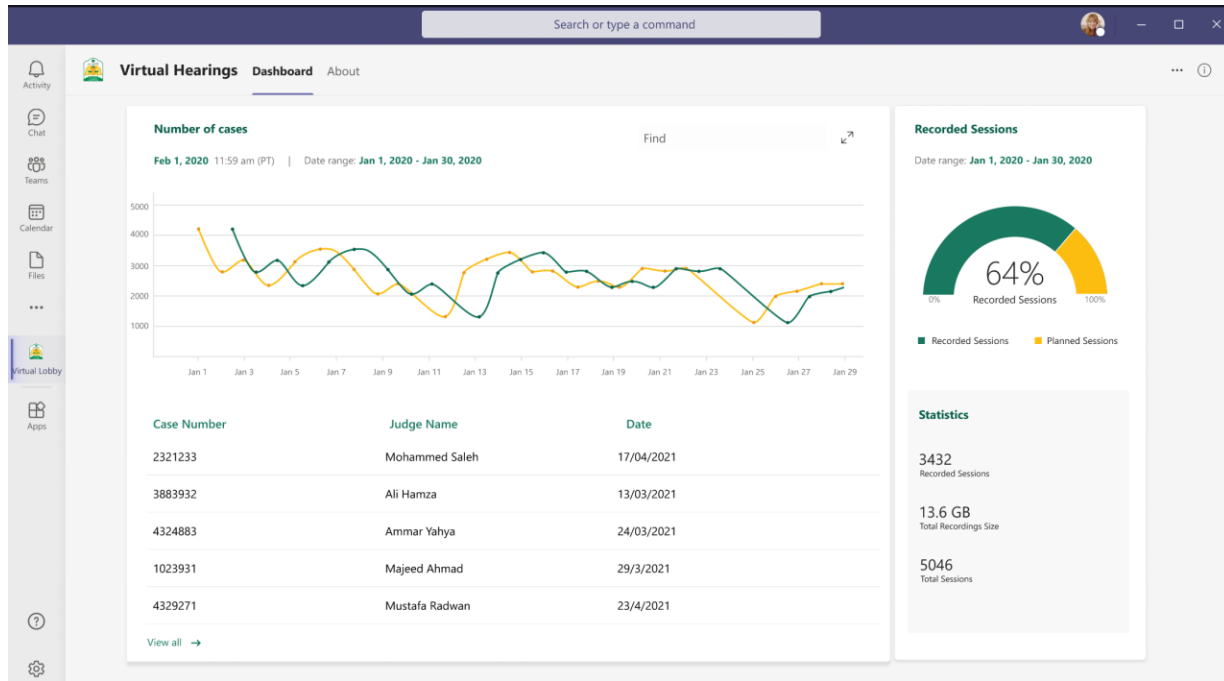 Search or type a command
Activity
Chat
Teams
Calendar
Files
Virtual Lobby
Apps
Virtual Hearings Dashboard About
Number of cases
Find
Feb 1, 2020 11:59 am (PT) | Date range: Jan 1, 2020 - Jan 30, 2020
5000
4000
3000
2000
1000
Jan 1 Jan 3 Jan 5 Jan 7 Jan 9 Jan 11 Jan 13 Jan 15 Jan 17 Jan 19 Jan 21 Jan 23 Jan 25 Jan 27 Jan 29
Case Number Judge Name Date
2321233 Mohammed Saleh 17/04/2021
3883932 Ali Hamza 13/03/2021
4324883 Ammar Yahya 24/03/2021
1023931 Majeed Ahmad 29/3/2021
4329271 Mustafa Radwan 23/4/2021
View all →
Recorded Sessions
Date range: Jan 1, 2020 - Jan 30, 2020
64%
0% Recorded Sessions 100%
Recorded Sessions Planned Sessions
Statistics
3432
Recorded Sessions
13.6 GB
Total Recordings Size
5046
Total Sessions